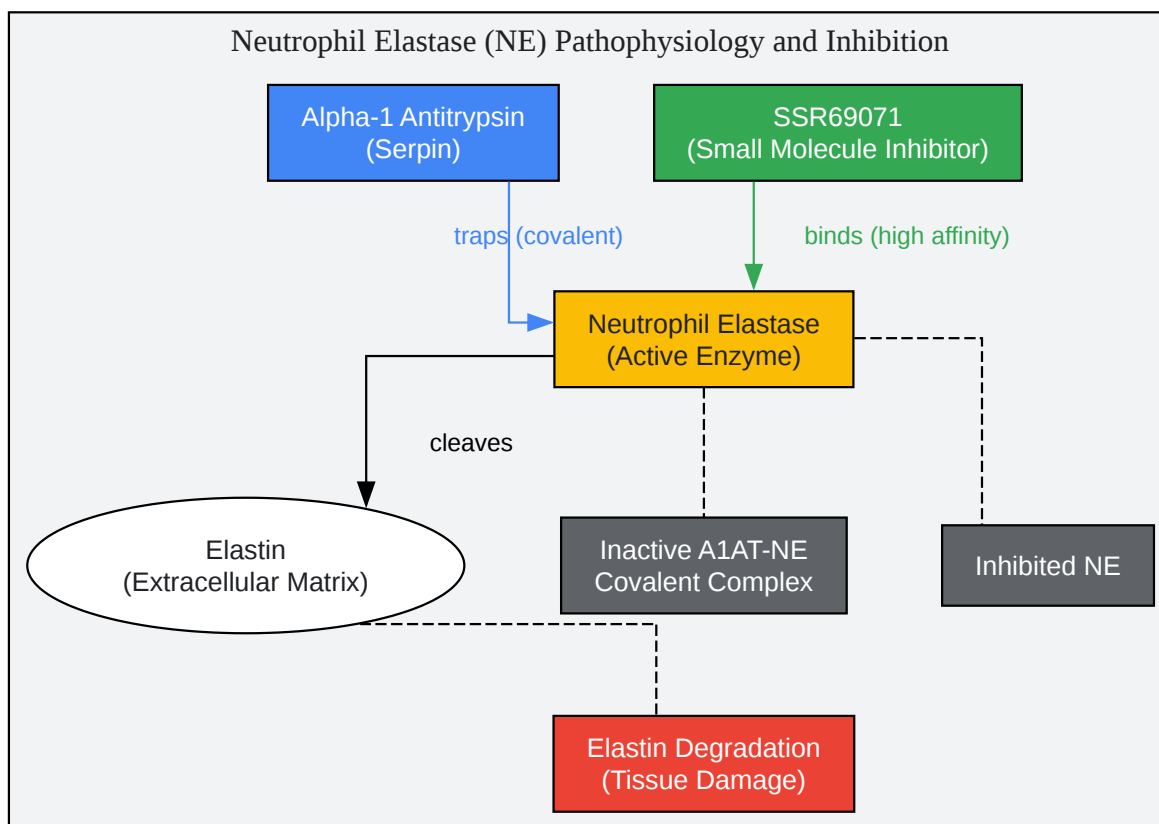 Neutrophil Elastase (NE) Pathophysiology and Inhibition
Alpha-1 Antitrypsin
(Serpin)
SSR69071
(Small Molecule Inhibitor)
traps (covalent)
binds (high affinity)
Neutrophil Elastase
(Active Enzyme)
cleaves
Elastin
(Extracellular Matrix)
Inactive A1AT-NE
Covalent Complex
Inhibited NE
Elastin Degradation
(Tissue Damage)